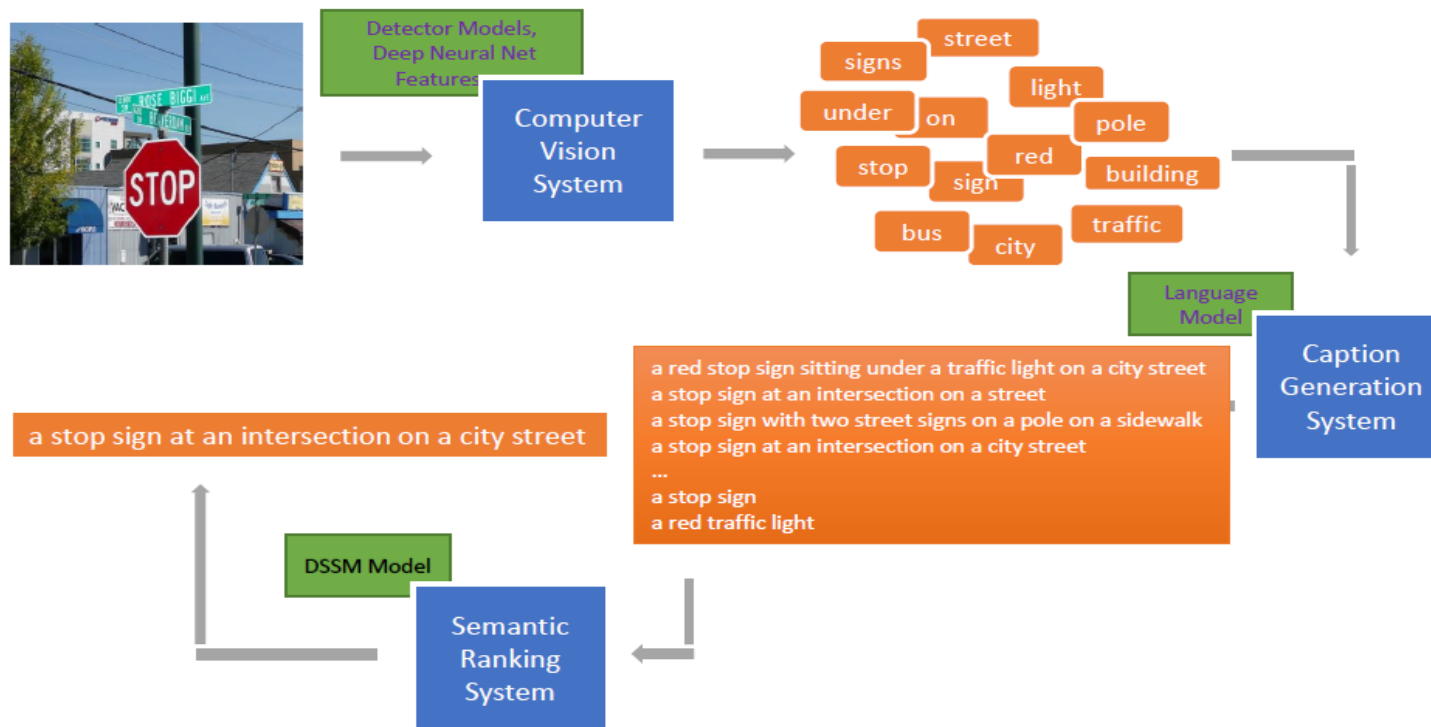 Detector Models,
Deep Neural Net
Features
Computer
Vision
System
street
signs
light
under
on
pole
stop
red
sign
building
bus
city
traffic
ROSE BIGGI AVE
STOP
Language
Model
Caption
Generation
System
a red stop sign sitting under a traffic light on a city street
a stop sign at an intersection on a street
a stop sign with two street signs on a pole on a sidewalk
a stop sign at an intersection on a city street
...
a stop sign
a red traffic light
DSSM Model
Semantic
Ranking
System
a stop sign at an intersection on a city street